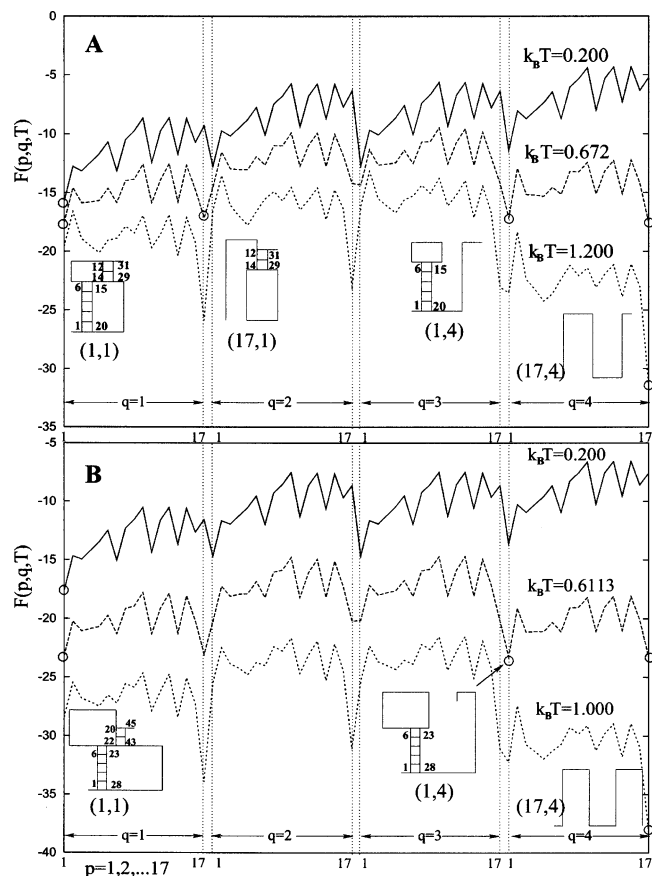 0
A
k_BT=0.200
-5
-10
F(p,q,T)
k_BT=0.672
-15
k_BT=1.200
-20
12 31
14 29
6 15
1 20
(1,1)
12 31
14 29
(17,1)
6 15
1 20
(1,4)
(17,4)
-25
-30
q=1 q=2 q=3 q=4
-35
1 17 1 17 1 17 1 17
-5
B
k_BT=0.200
-10
-15
F(p,q,T)
k_BT=0.6113
-20
-25
k_BT=1.000
-30
20 45
22 43
6 23
1 28
(1,1)
6 23
1 28
(1,4)
(17,4)
-35
q=1 q=2 q=3 q=4
-40
1 17 1 17 1 17 1 17
p=1,2,...17